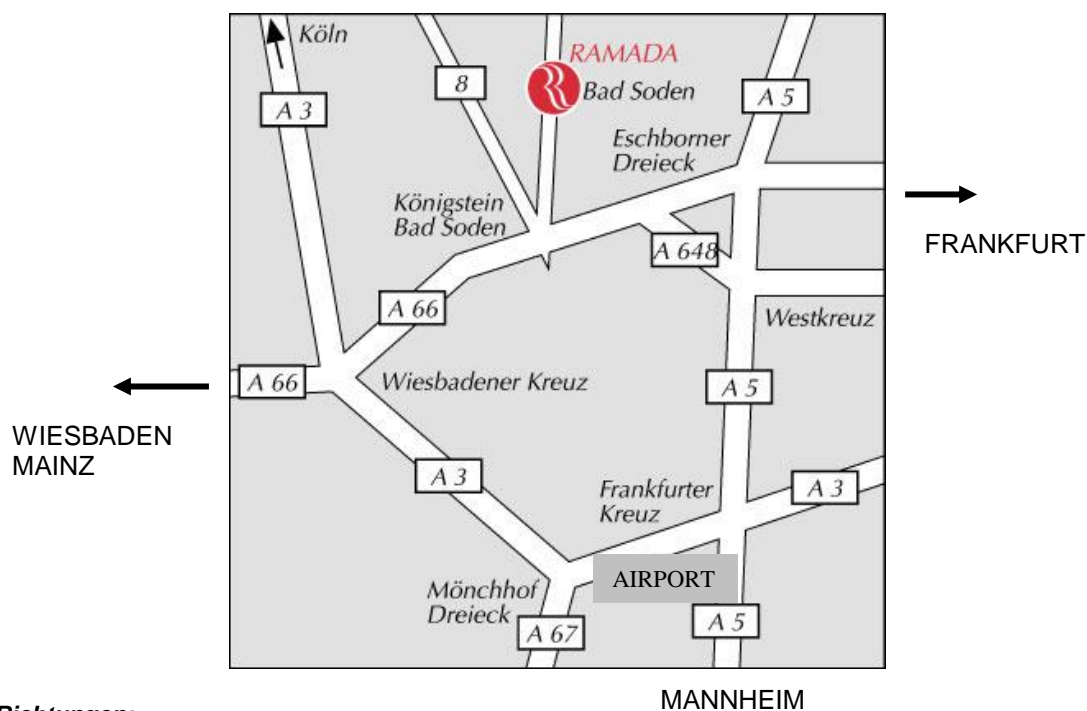 Köln
RAMADA
8
Bad Soden
A 5
A 3
Eschborner
Dreieck
Königstein
Bad Soden
FRANKFURT
A 648
A 66
Westkreuz
A 66
Wiesbadener Kreuz
A 5
WIESBADEN
MAINZ
A 3
Frankfurter
Kreuz
A 3
AIRPORT
Mönchhof
Dreieck
A 67
A 5
MANNHEIM